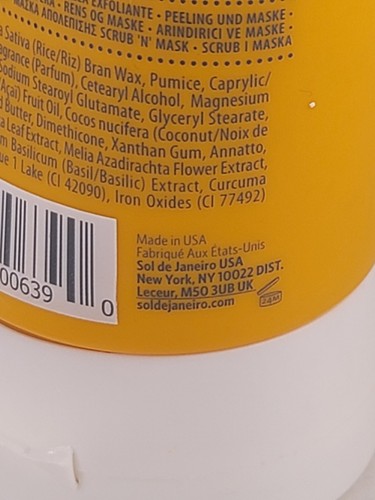 EXFOLIANTE • PEELING UND MASKE •
• RENS OG MASKE • ARINDIRICI VE MASKE •
ΜΑΣΚΑ ΑΠΟΛΕΠΙΣΗΣ SCRUB 'N' MASK • SCRUB I MASKA
Sativa (Rice/Riz) Bran Wax, Pumice, Caprylic/
(Parfum), Cetearyl Alcohol, Magnesium
Stearoyl Glutamate, Glyceryl Stearate,
Fruit Oil, Cocos nucifera (Coconut/Noix de
Butter, Dimethicone, Xanthan Gum, Annatto,
Leaf Extract, Melia Azadirachta Flower Extract,
Basilicum (Basil/Basilic) Extract, Curcuma
1 Lake (CI 42090), Iron Oxides (CI 77492)
00639 0
Made in USA
Fabriqué Aux États-Unis
Sol de Janeiro USA
New York, NY 10022 DIST.
Leceur, M50 3UB UK
soldejaneiro.com
24M